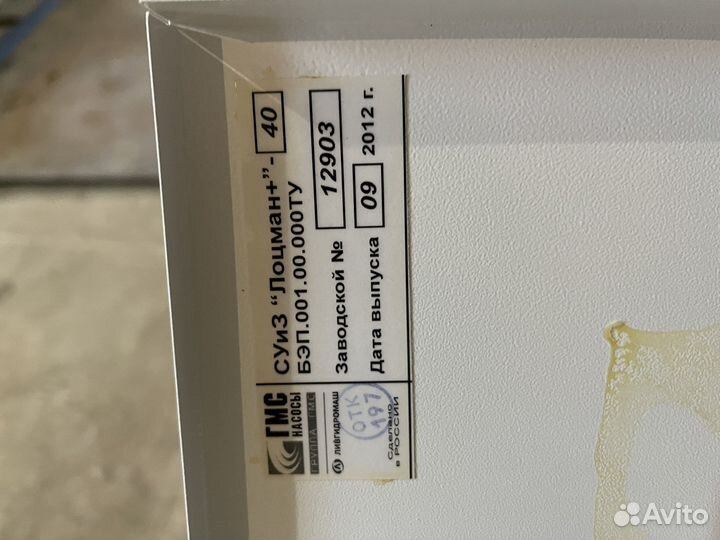 ГМС
НАСОСЫ
ГРУППА ГМС
ЛИВГИДРОМАШ
ОТК
197
Сделано
в РОССИИ
СУиЗ “Лоцман+”- 40
БЭП.001.00.000ТУ
Заводской № 12903
Дата выпуска 09 2012 г.
Avito